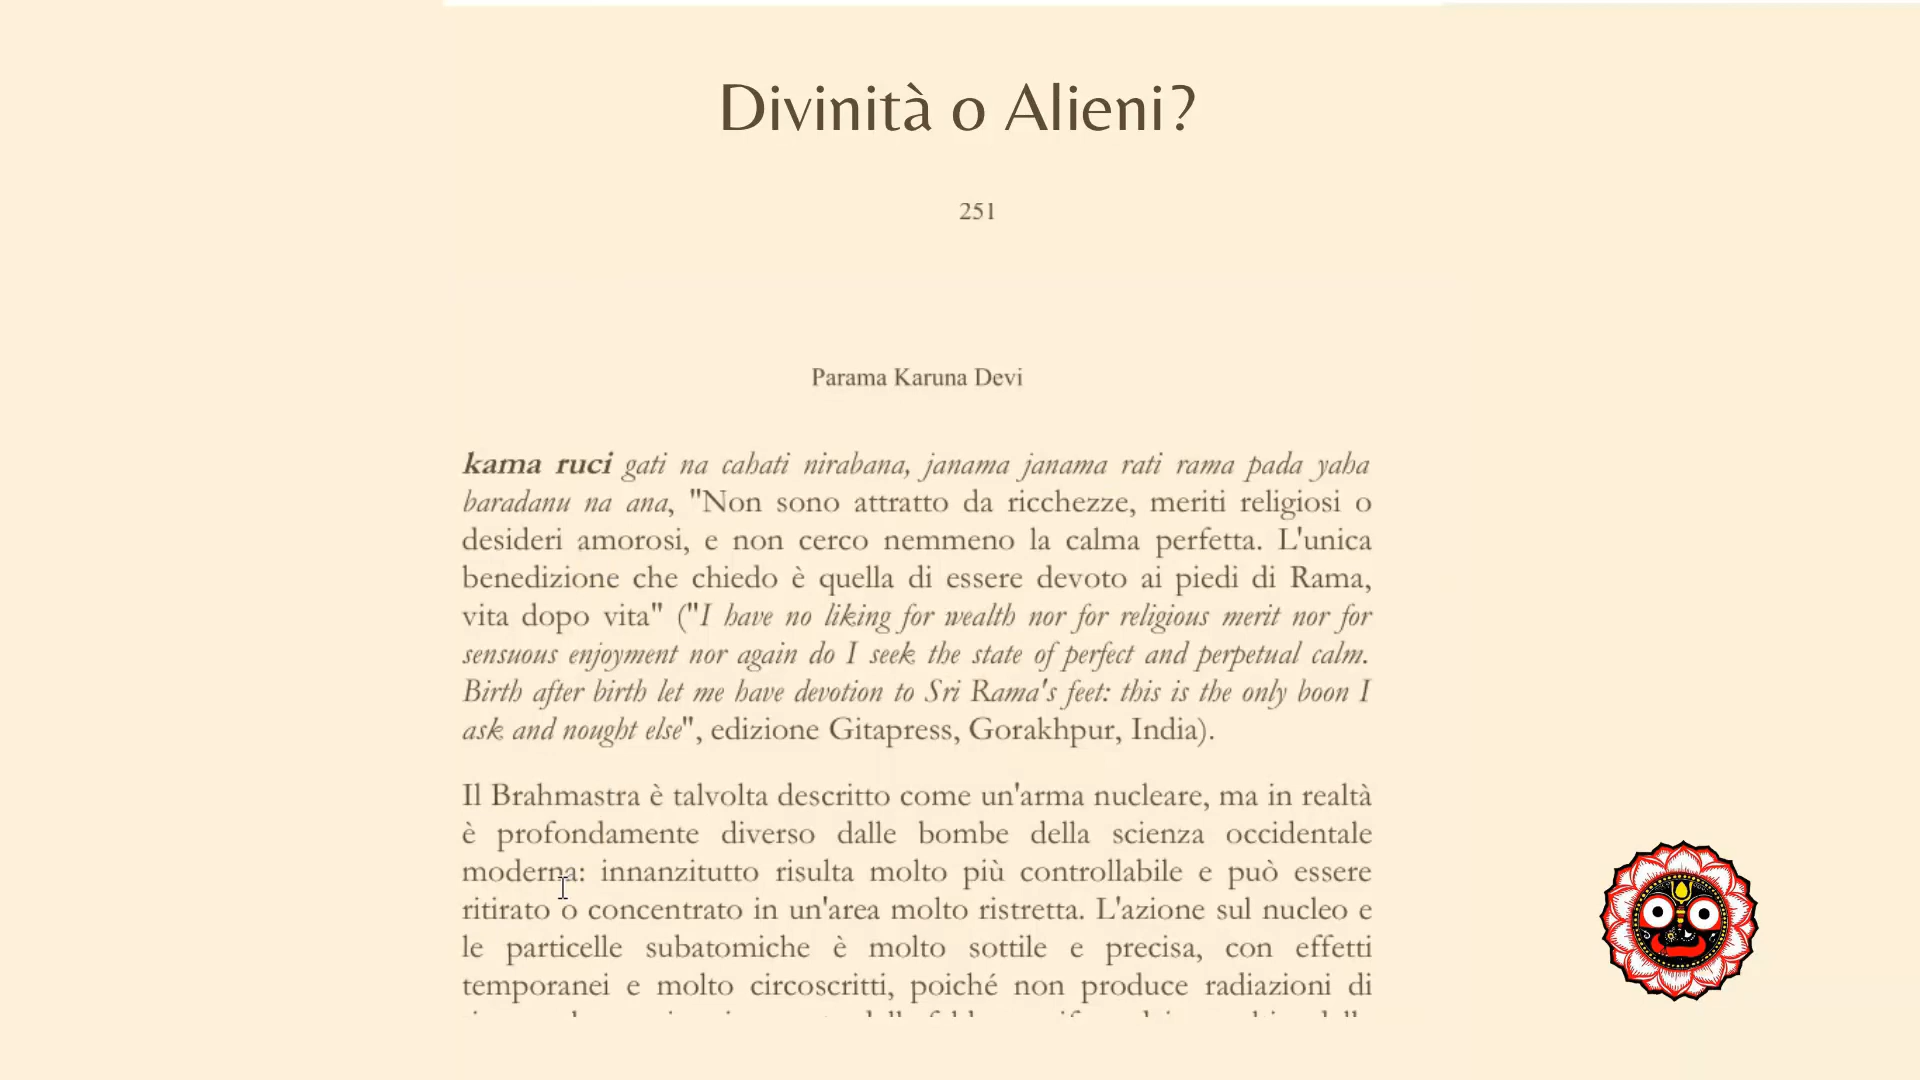 Divinità o Alieni?
251
Parama Karuna Devi
kama ruci gati na cahati nirabana, janama janama rati rama pada yaha
baradanu na ana, "Non sono attratto da ricchezze, meriti religiosi o
desideri amorosi, e non cerco nemmeno la calma perfetta. L'unica
benedizione che chiedo è quella di essere devoto ai piedi di Rama,
vita dopo vita" ("I have no liking for wealth nor for religious merit nor for
sensuous enjoyment nor again do I seek the state of perfect and perpetual calm.
Birth after birth let me have devotion to Sri Rama's feet: this is the only boon I
ask and nought else", edizione Gitapress, Gorakhpur, India).
Il Brahmastra è talvolta descritto come un'arma nucleare, ma in realtà
è profondamente diverso dalle bombe della scienza occidentale
moderna: innanzitutto risulta molto più controllabile e può essere
ritirato o concentrato in un'area molto ristretta. L'azione sul nucleo e
le particelle subatomiche è molto sottile e precisa, con effetti
temporanei e molto circoscritti, poiché non produce radiazioni di